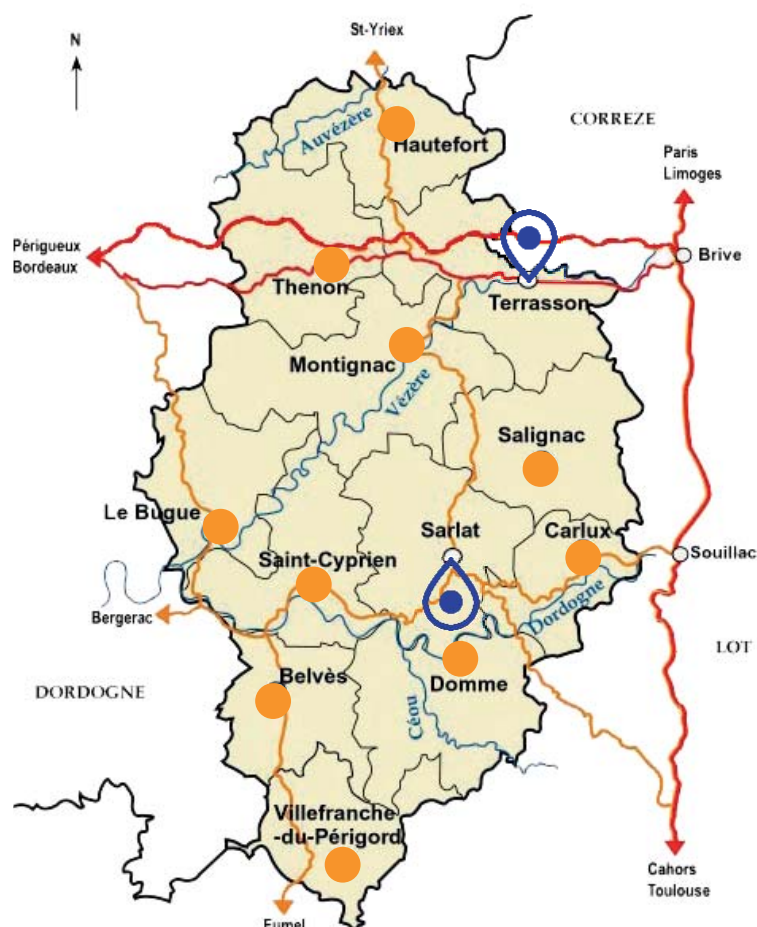 St-Yriex
N
CORREZE
Auvézère
Hautefort
Paris
Limoges
Périgueux
Bordeaux
Brive
Thenon
Terrasson
Montignac
Vézère
Salignac
Le Bugue
Sarlat
Carlux
Saint-Cyprien
Souillac
Bergerac
Dordogne
LOT
DORDOGNE
Belvès
Domme
Céou
Villefranche
-du-Périgord
Cahors
Toulouse
Fumel